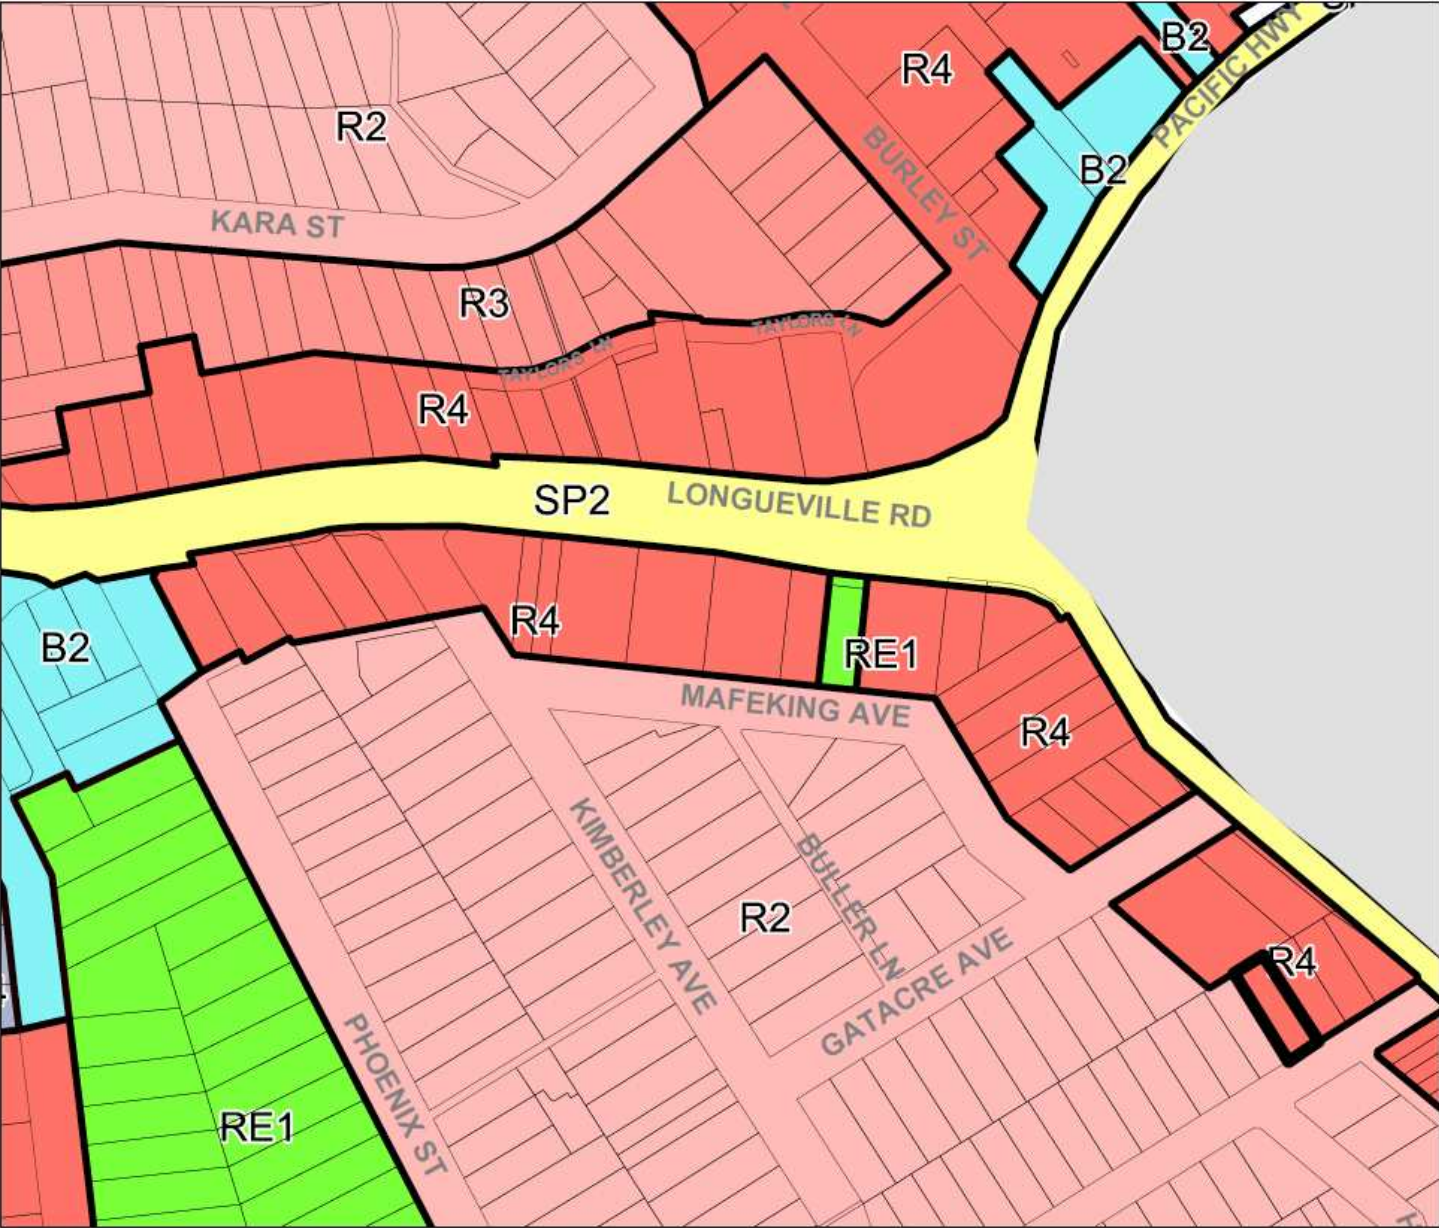 B2
R4
PACIFIC HWY
R2
B2
BURLEY ST
KARA ST
R3
TAYLORS LN
TAYLORS LN
R4
SP2
LONGUEVILLE RD
R4
B2
RE1
MAFEKING AVE
R4
KIMBERLEY AVE
BULLER LN
R2
GATACRE AVE
R4
PHOENIX ST
RE1